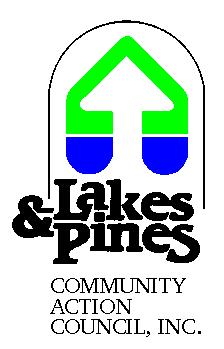 Lakes
& Pines
COMMUNITY
ACTION
COUNCIL, INC.